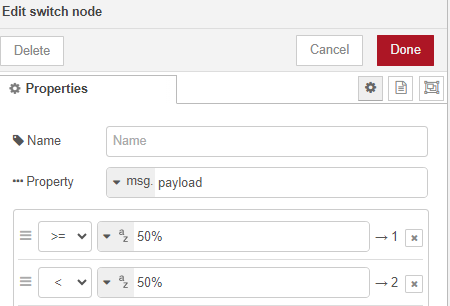 Edit switch node
Delete Cancel Done
Properties
Name Name
Property msg. payload
>= az 50% → 1 ×
< az 50% → 2 ×